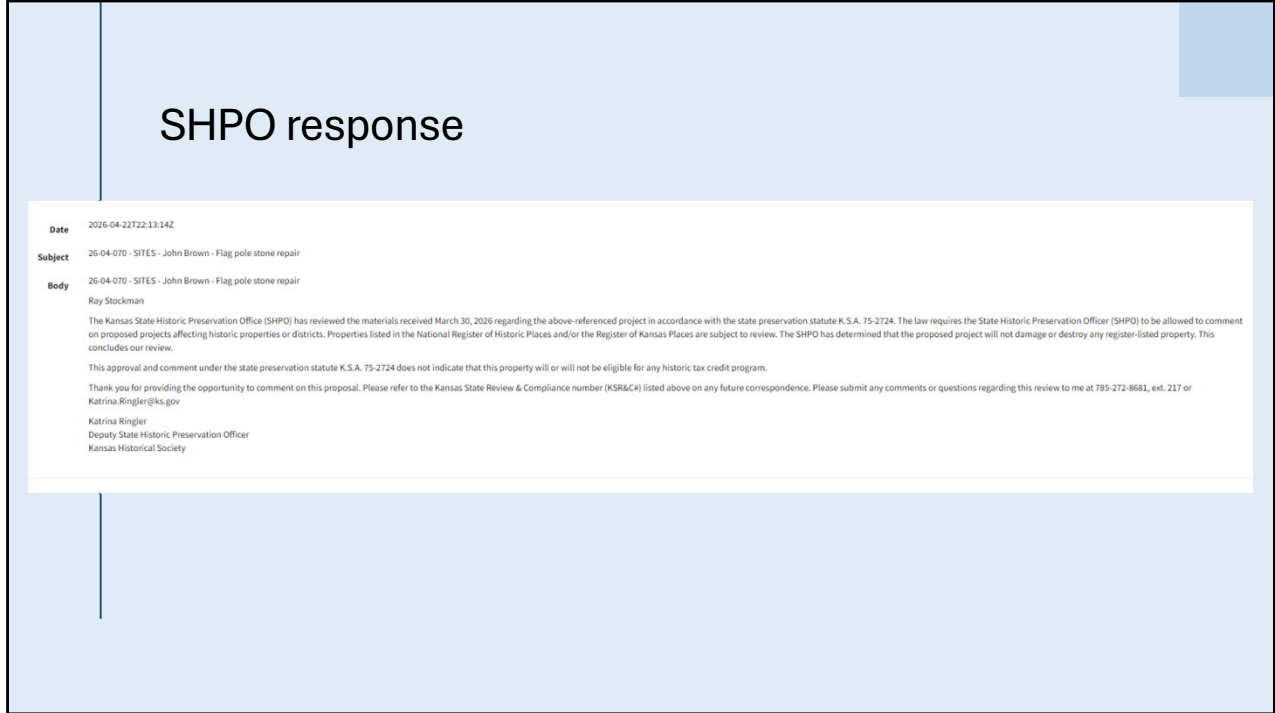 SHPO response
Date 2026-04-22T22:13:14Z
Subject 26-04-070 - SITES - John Brown - Flag pole stone repair
Body 26-04-070 - SITES - John Brown - Flag pole stone repair
Ray Stockman
The Kansas State Historic Preservation Office (SHPO) has reviewed the materials received March 30, 2026 regarding the above-referenced project in accordance with the state preservation statute K.S.A. 75-2724. The law requires the State Historic Preservation Officer (SHPO) to be allowed to comment
on proposed projects affecting historic properties or districts. Properties listed in the National Register of Historic Places and/or the Register of Kansas Places are subject to review. The SHPO has determined that the proposed project will not damage or destroy any register-listed property. This
concludes our review.
This approval and comment under the state preservation statute K.S.A. 75-2724 does not indicate that this property will or will not be eligible for any historic tax credit program.
Thank you for providing the opportunity to comment on this proposal. Please refer to the Kansas State Review & Compliance number (KSR&C#) listed above on any future correspondence. Please submit any comments or questions regarding this review to me at 785-272-8681, ext. 217 or
Katrina.Ringler@ks.gov
Katrina Ringler
Deputy State Historic Preservation Officer
Kansas Historical Society